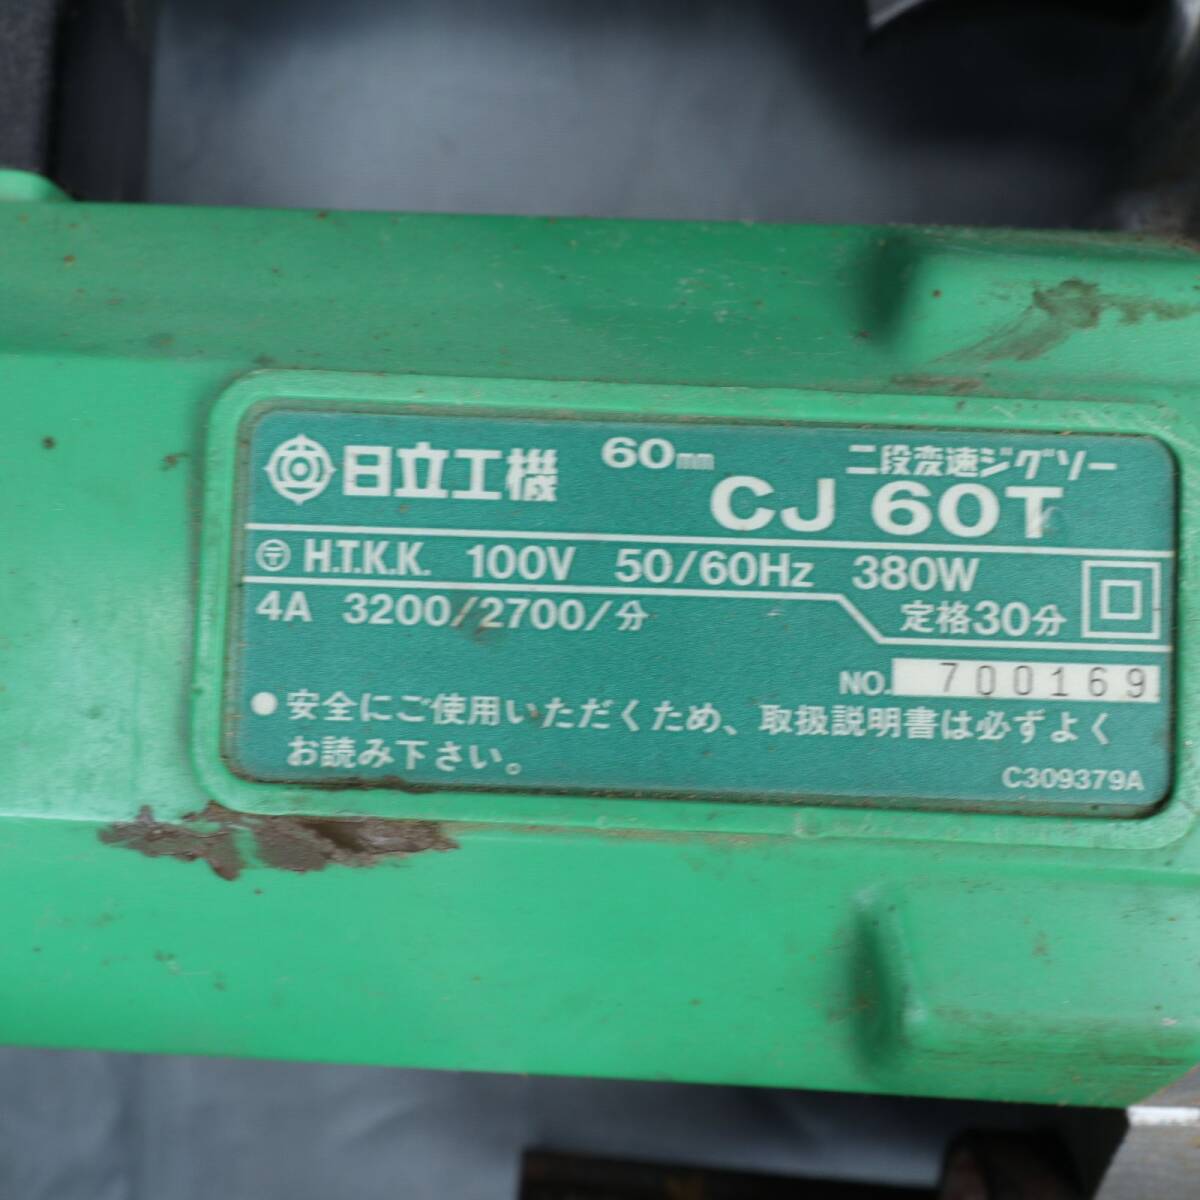 日立工機 60mm 二段変速ジグソー
CJ 60T
〒 H.T.K.K. 100V 50/60Hz 380W
4A 3200/2700/分 定格30分
NO. 700169
●安全にご使用いただくため、取扱説明書は必ずよく
お読み下さい。
C309379A